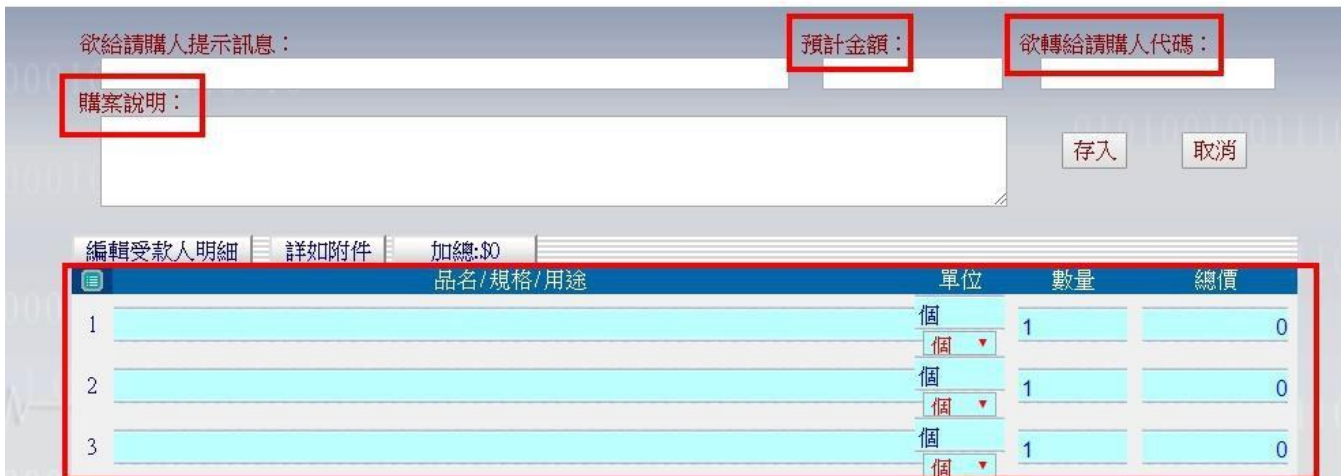 欲給請購人提示訊息： 預計金額： 欲轉給請購人代碼：
購案說明：
存入 取消
編輯受款人明細 詳如附件 加總:$0
品名/規格/用途 單位 數量 總價
1 個 1 0
個
2 個 1 0
個
3 個 1 0
個